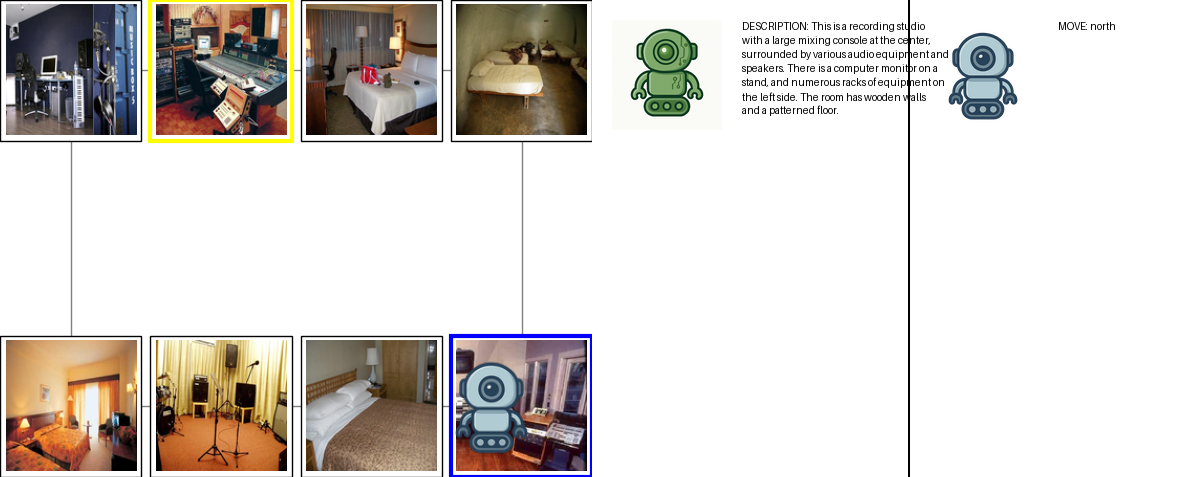 MUSIC BOX 5
DESCRIPTION: This is a recording studio
with a large mixing console at the center,
surrounded by various audio equipment and
speakers. There is a computer monitor on a
stand, and numerous racks of equipment on
the left side. The room has wooden walls
and a patterned floor.
MOVE: north